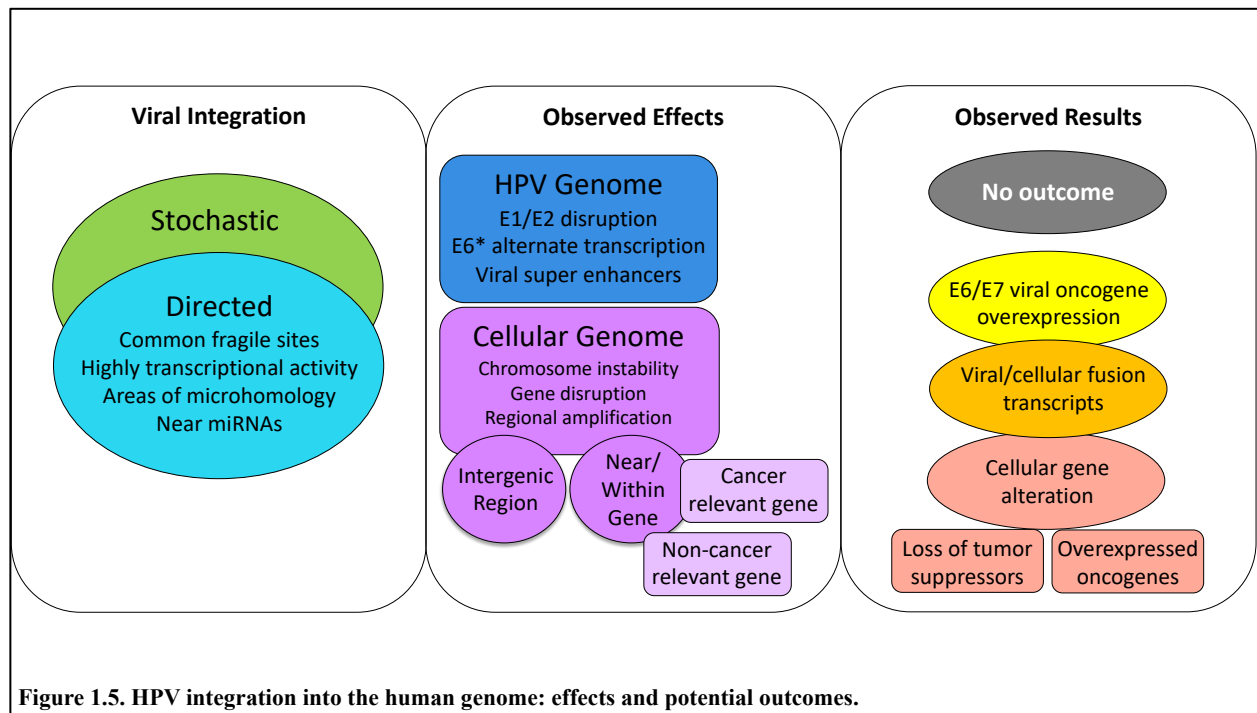 Viral Integration
Stochastic
Directed
Common fragile sites
Highly transcriptional activity
Areas of microhomology
Near miRNAs
Observed Effects
HPV Genome
E1/E2 disruption
E6* alternate transcription
Viral super enhancers
Cellular Genome
Chromosome instability
Gene disruption
Regional amplification
Intergenic
Region
Near/
Within
Gene
Cancer
relevant gene
Non-cancer
relevant gene
Observed Results
No outcome
E6/E7 viral oncogene
overexpression
Viral/cellular fusion
transcripts
Cellular gene
alteration
Loss of tumor
suppressors
Overexpressed
oncogenes
Figure 1.5. HPV integration into the human genome: effects and potential outcomes.